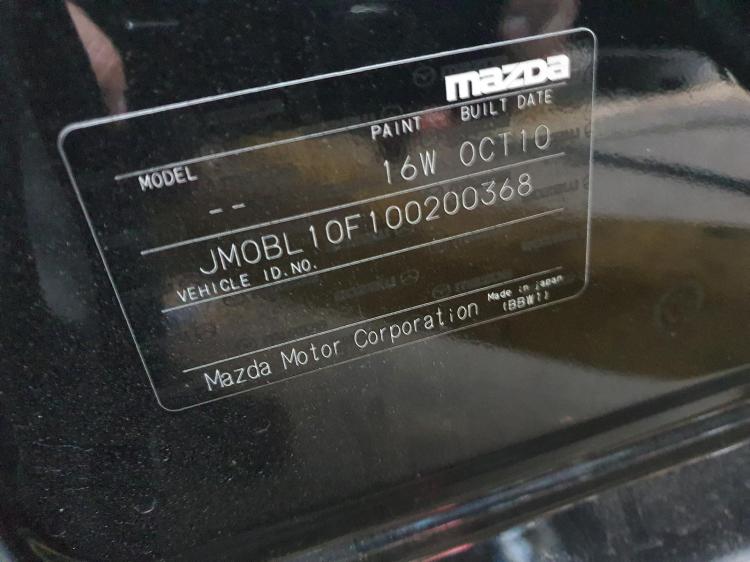 mazda
MODEL PAINT BUILT DATE
-- 16W OCT10
JM0BL10F100200368
VEHICLE ID.NO.
Mazda Motor Corporation Made in japan
(BBW1)